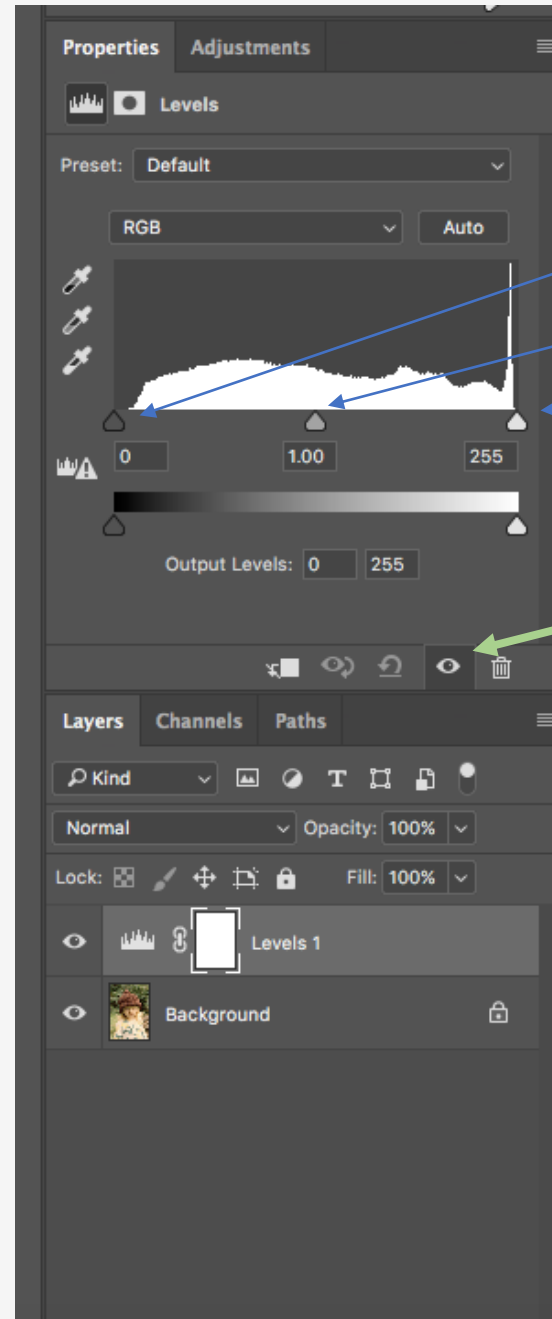 Properties Adjustments
Levels
Preset: Default
RGB Auto
0 1.00 255
Output Levels: 0 255
Layers Channels Paths
Kind T
Normal Opacity: 100%
Lock: Fill: 100%
Levels 1
Background